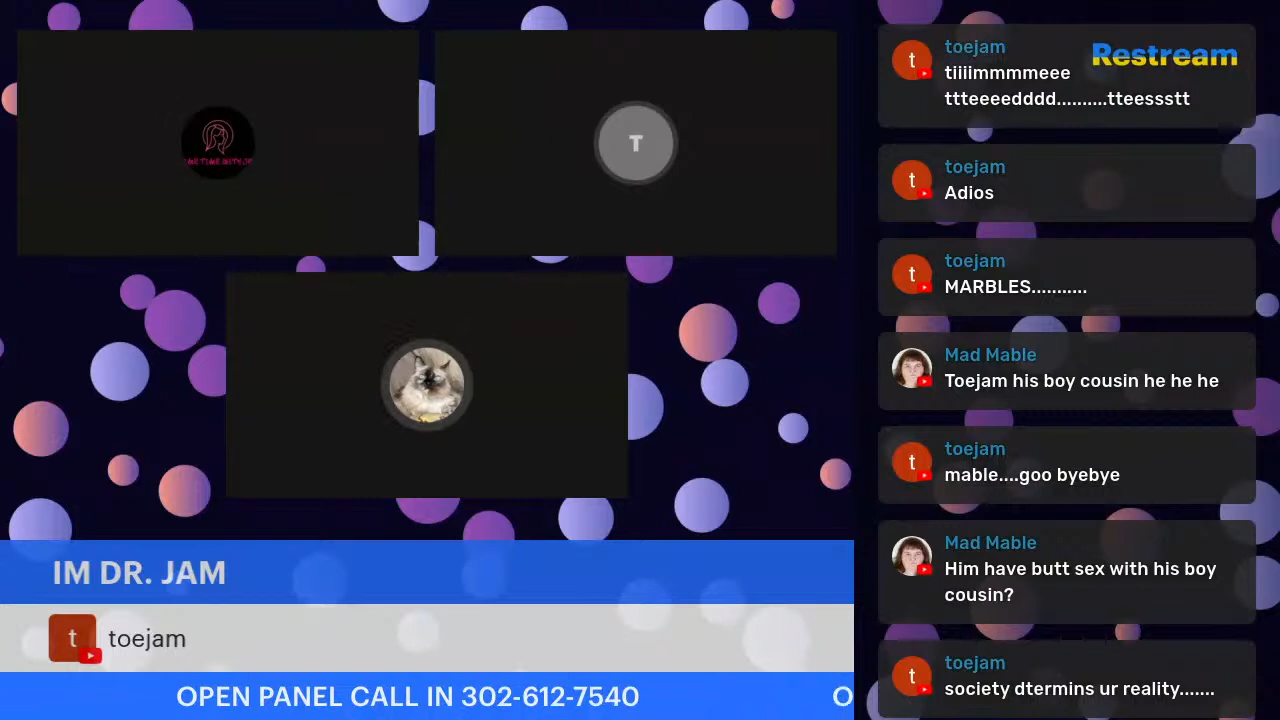 T
IM DR. JAM
t
toejam
OPEN PANEL CALL IN 302-612-7540
O
Restream
t
toejam
tiiiimmmmeee
ttteeeedddd..........tteessstt
t
toejam
Adios
t
toejam
MARBLES...........
Mad Mable
Toejam his boy cousin he he he
t
toejam
mable....goo byebye
Mad Mable
Him have butt sex with his boy
cousin?
t
toejam
society dtermins ur reality.......